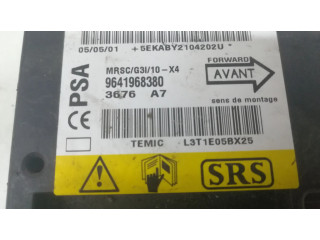 05/05/01 +5EKABY2104202U
PSA
MRSC/G3I/10-X4
9641968380
3676 A7
FORWARD
AVANT
sens de montage
TEMIC L3T1E05BX25
SRS